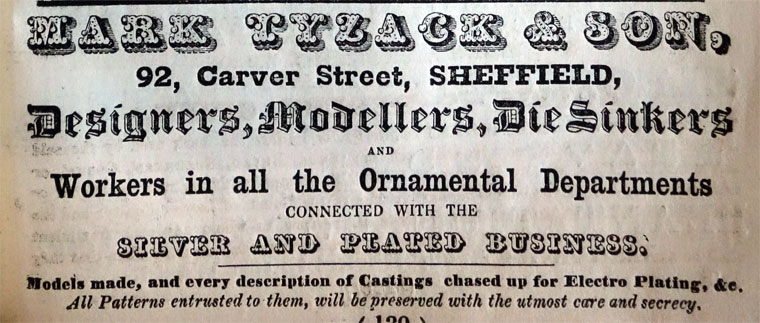 MARK TYZACK & SON,
92, Carver Street, SHEFFIELD,
Designers, Modellers, Die Sinkers
AND
Workers in all the Ornamental Departments
CONNECTED WITH THE
SILVER AND PLATED BUSINESS.
Models made, and every description of Castings chased up for Electro Plating, &c.
All Patterns entrusted to them, will be preserved with the utmost care and secrecy.